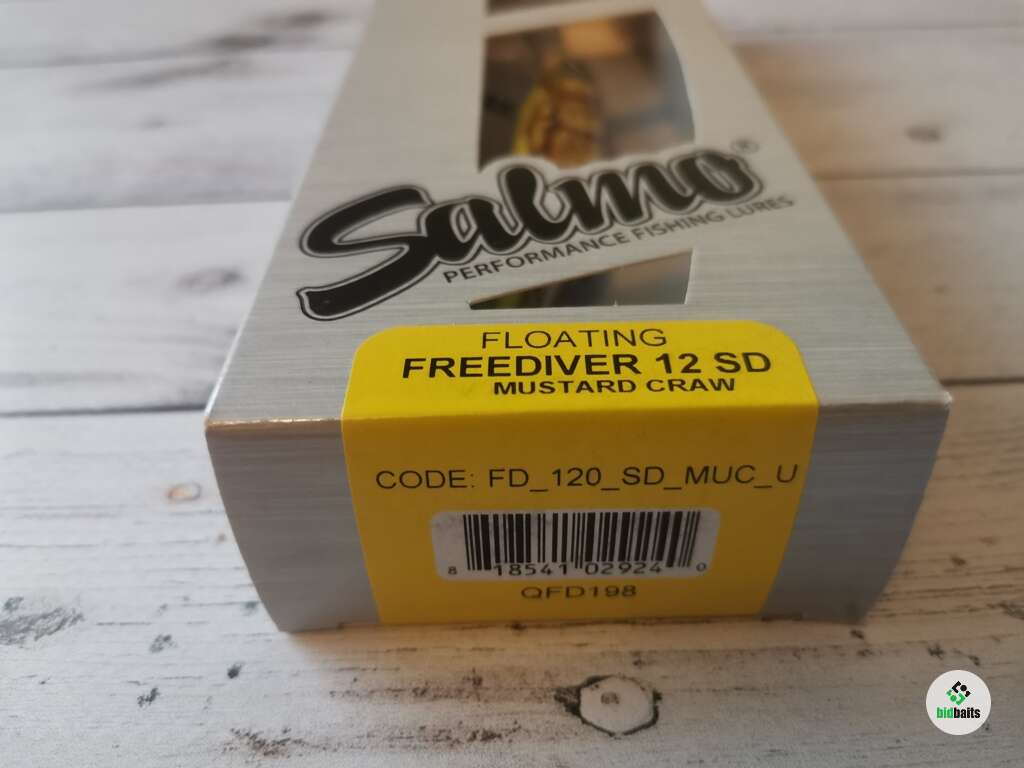 Salmo®
PERFORMANCE FISHING LURES
FLOATING
FREEDIVER 12 SD
MUSTARD CRAW
CODE: FD_120_SD_MUC_U
8 18541 02924 0
QFD198
bidbaits